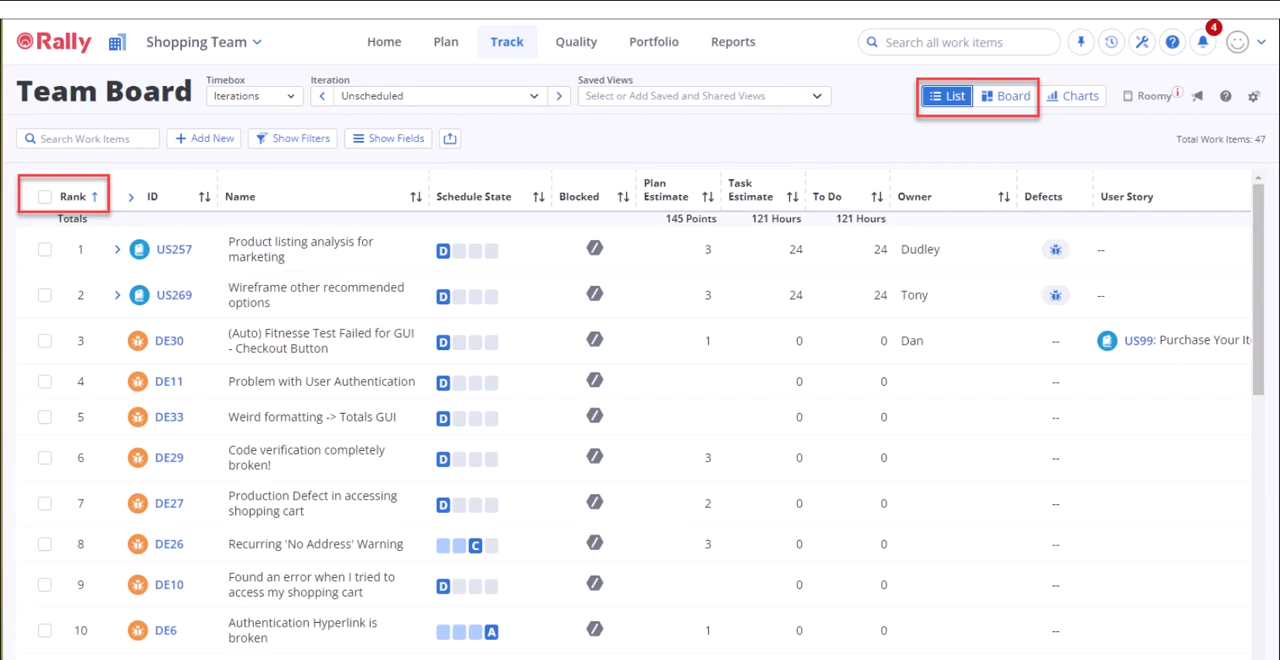 Rally Shopping Team Home Plan Track Quality Portfolio Reports Search all work items 4
Team Board Timebox Iterations Iteration Unscheduled Saved Views Select or Add Saved and Shared Views List Board Charts Roomy
Search Work Items Add New Show Filters Show Fields Total Work Items: 47
Rank ID Name Schedule State Blocked Plan Estimate Task Estimate To Do Owner Defects User Story
Totals 145 Points 121 Hours 121 Hours
1 US257 Product listing analysis for marketing D 3 24 24 Dudley --
2 US269 Wireframe other recommended options D 3 24 24 Tony --
3 DE30 (Auto) Fitnesse Test Failed for GUI - Checkout Button D 1 0 0 Dan -- US99: Purchase Your It
4 DE11 Problem with User Authentication D 0 0 --
5 DE33 Weird formatting -> Totals GUI D 0 0 --
6 DE29 Code verification completely broken! D 3 0 0 --
7 DE27 Production Defect in accessing shopping cart D 2 0 0 --
8 DE26 Recurring 'No Address' Warning C 3 0 0 --
9 DE10 Found an error when I tried to access my shopping cart D 0 0 --
10 DE6 Authentication Hyperlink is broken A 1 0 0 --